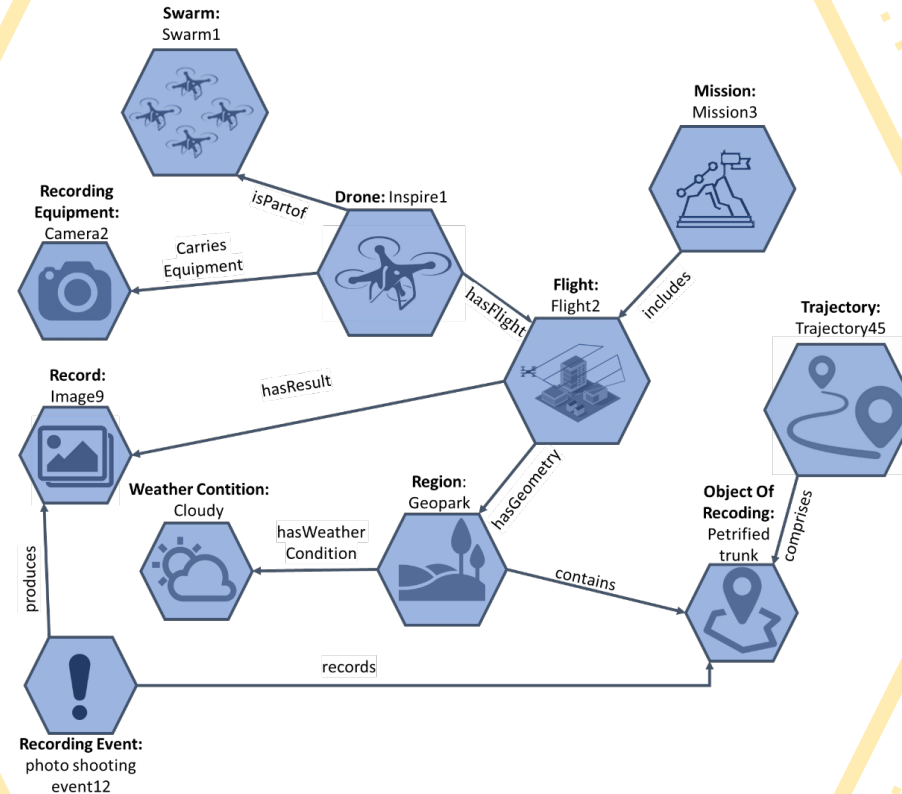 Swarm:
Swarm1
Mission:
Mission3
isPartof
Drone: Inspire1
Recording
Equipment:
Camera2
Carries
Equipment
hasFlight
Flight:
Flight2
includes
Trajectory:
Trajectory45
Record:
Image9
hasResult
hasGeometry
Weather Contition:
Cloudy
hasWeather
Condition
Region:
Geopark
Object Of
Recoding:
Petrified
trunk
comprises
contains
produces
records
Recording Event:
photo shooting
event12